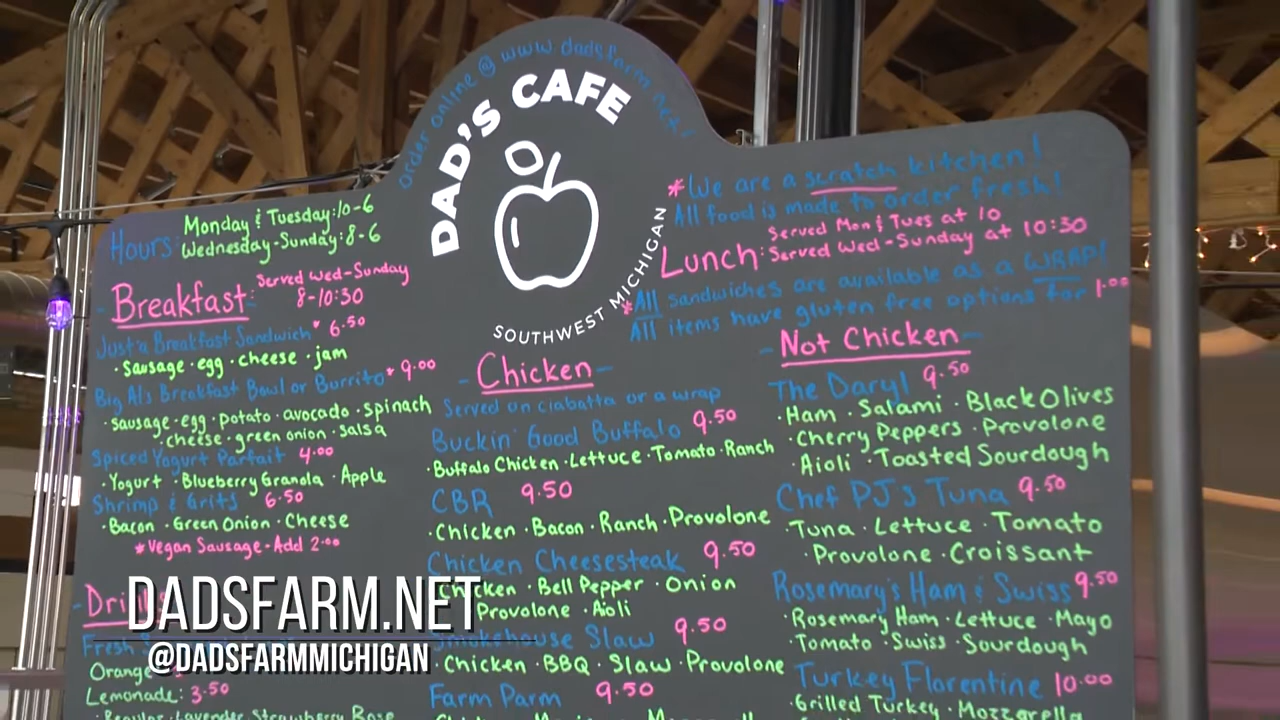 order online @ www.dadsfarm.net!
DAD'S CAFE
SOUTHWEST MICHIGAN
Hours: Monday & Tuesday: 10-6
Wednesday-Sunday: 8-6
- Breakfast: Served Wed-Sunday
8-10:30
Just a Breakfast Sandwich* 6.50
· Sausage · egg · cheese · jam
Big Al's Breakfast Bowl or Burrito* 9.00
· sausage · egg · potato · avocado · spinach
· cheese · green onion · salsa
Spiced Yogurt Parfait 4.00
· Yogurt · Blueberry Granola · Apple
Shrimp & Grits 6.50
· Bacon · Green Onion · Cheese
*Vegan Sausage - Add 2.00
Fresh
Orange
Lemonade: 3.50
· Regular · Lavender · Strawberry Rose
- Chicken -
Served on ciabatta or a wrap
Buckin' Good Buffalo 9.50
· Buffalo Chicken · Lettuce · Tomato · Ranch
CBR 9.50
· Chicken · Bacon · Ranch · Provolone
Chicken Cheesesteak 9.50
Chicken · Bell Pepper · Onion
Provolone · Aioli
Smokehouse Slaw 9.50
· Chicken · BBQ · Slaw · Provolone
Farm Parm 9.50
*We are a scratch kitchen!
All food is made to order fresh!
Lunch: Served Mon & Tues at 10
Served Wed-Sunday at 10:30
*All sandwiches are available as a WRAP!
All items have gluten free options for 1.00
- Not Chicken -
The Daryl 9.50
· Ham · Salami · Black Olives
· Cherry Peppers · Provolone
· Aioli · Toasted Sourdough
Chef PJ's Tuna 9.50
Tuna · Lettuce · Tomato
· Provolone · Croissant
Rosemary's Ham & Swiss 9.50
· Rosemary Ham · Lettuce · Mayo
· Tomato · Swiss · Sourdough
Turkey Florentine 10.00
· Grilled Turkey · Mozzarella
DADSFARM.NET
@DADSFARMMICHIGAN